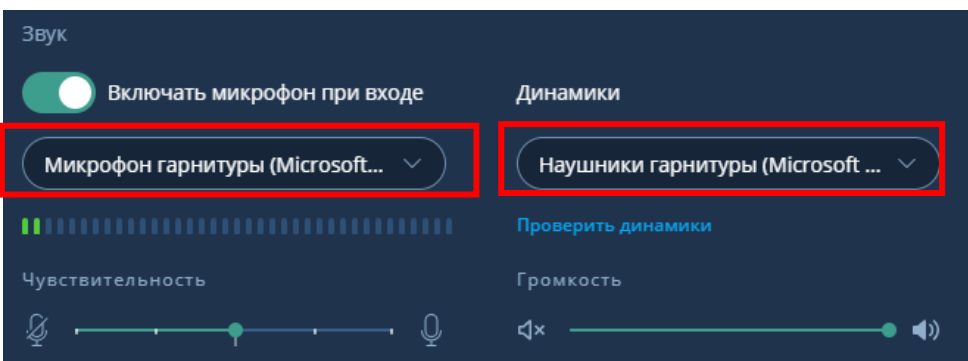 Звук
Включать микрофон при входе
Динамики
Микрофон гарнитуры (Microsoft...
Наушники гарнитуры (Microsoft ...
Проверить динамики
Чувствительность
Громкость